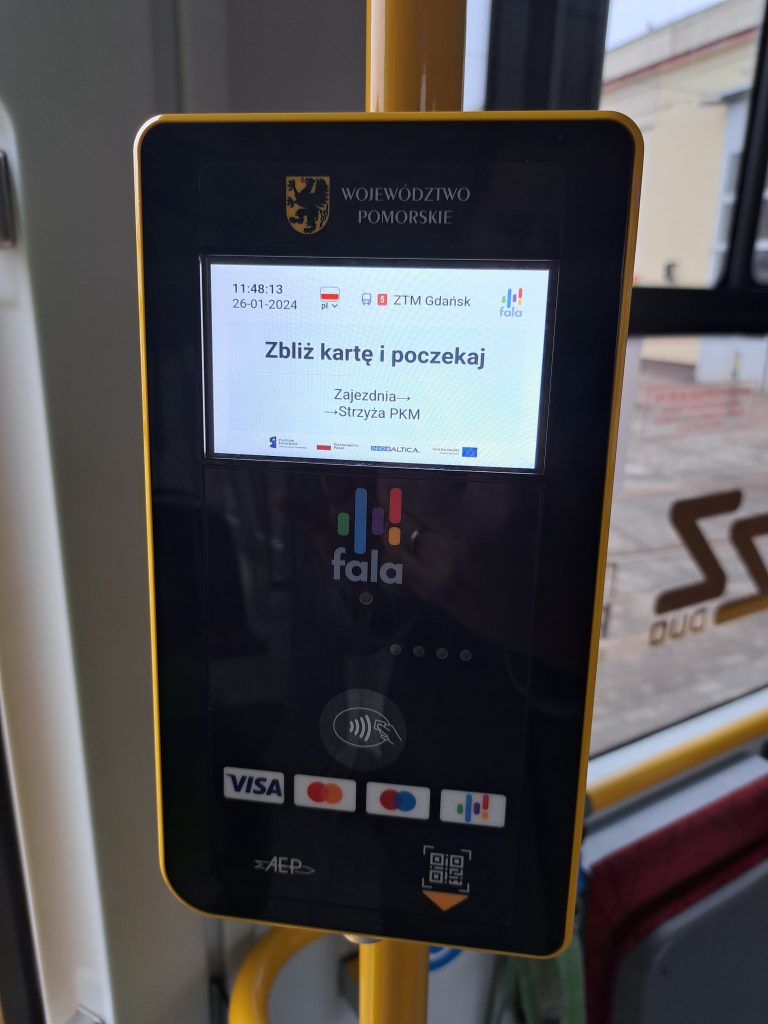 WOJEWÓDZTWO
POMORSKIE
11:48:13
26-01-2024
pl
5 ZTM Gdańsk
fala
Zbliż kartę i poczekaj
Zajezdnia→
→Strzyża PKM
INNOBALTICA
fala
VISA
AEP